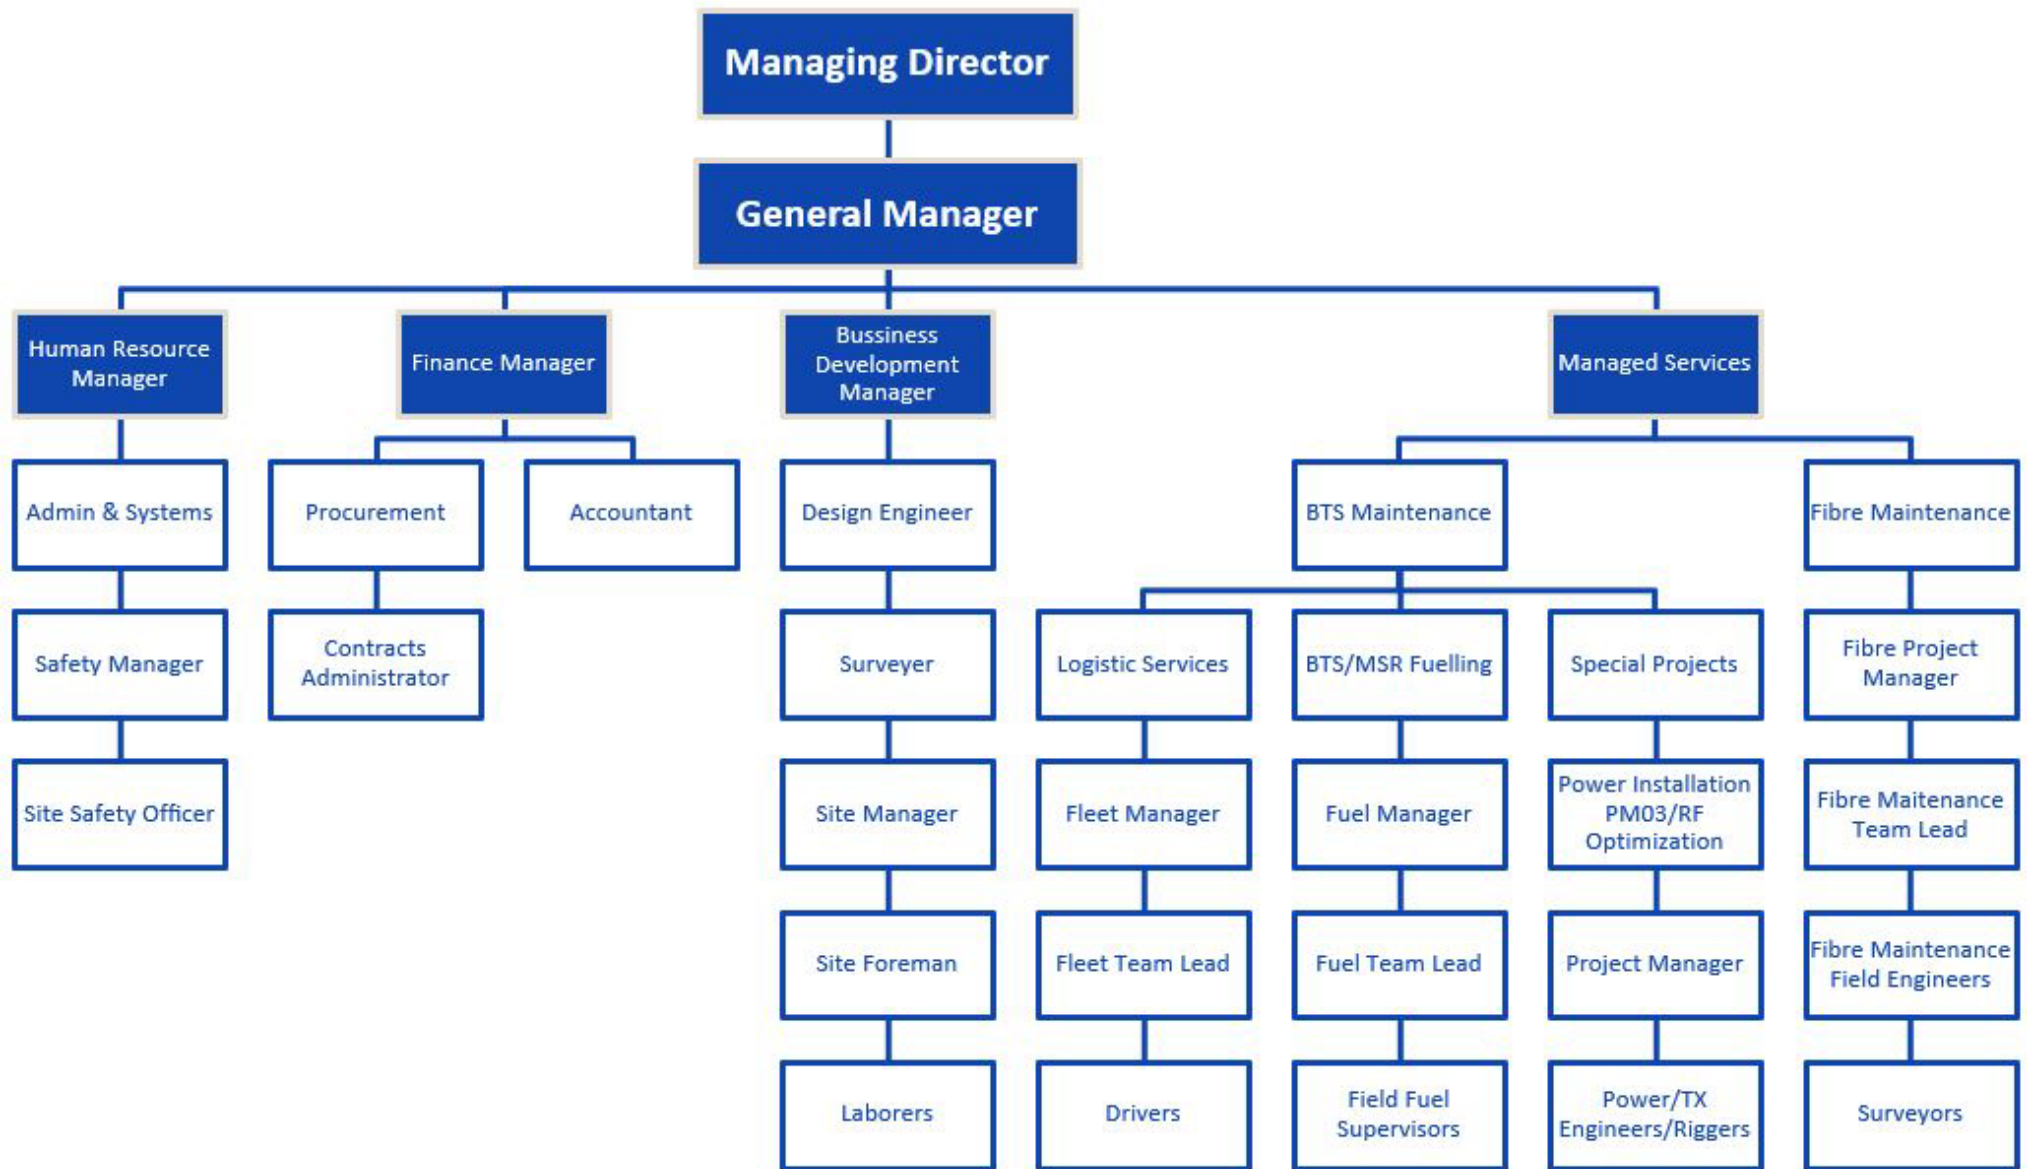 Managing Director
General Manager
Human Resource
Manager
Finance Manager
Bussiness
Development
Manager
Managed Services
Admin & Systems
Procurement
Accountant
Design Engineer
BTS Maintenance
Fibre Maintenance
Safety Manager
Contracts
Administrator
Surveyer
Logistic Services
BTS/MSR Fuelling
Special Projects
Fibre Project
Manager
Site Safety Officer
Site Manager
Fleet Manager
Fuel Manager
Power Installation
PM03/RF
Optimization
Fibre Maitenance
Team Lead
Site Foreman
Fleet Team Lead
Fuel Team Lead
Project Manager
Fibre Maintenance
Field Engineers
Laborers
Drivers
Field Fuel
Supervisors
Power/TX
Engineers/Riggers
Surveyors